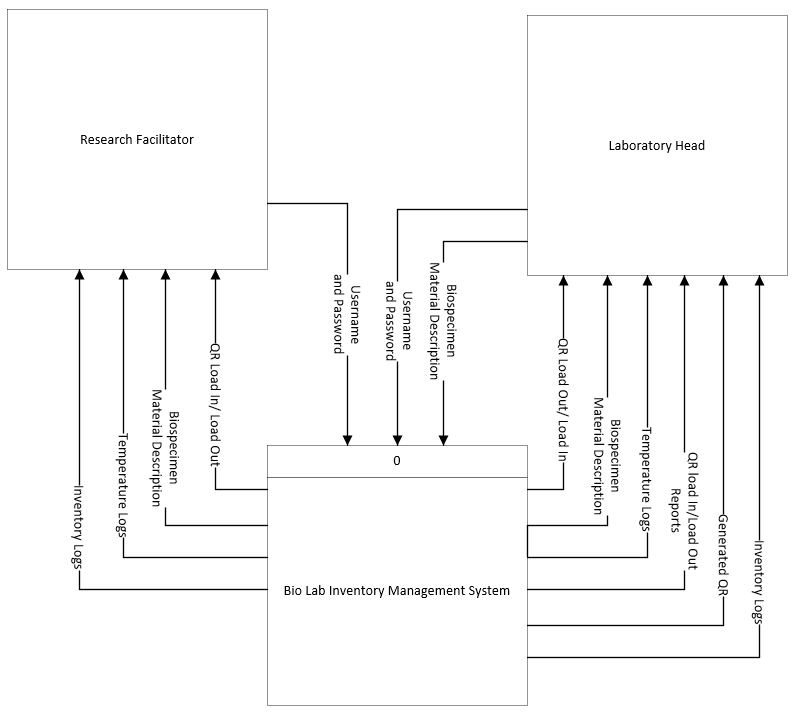 Research Facilitator
Laboratory Head
Username
and Password
Username
and Password
Biospecimen
Material Description
QR Load In/ Load Out
Biospecimen
Material Description
Temperature Logs
Inventory Logs
QR Load Out/ Load In
Biospecimen
Material Description
Temperature Logs
QR load In/Load Out
Reports
Generated QR
Inventory Logs
0
Bio Lab Inventory Management System